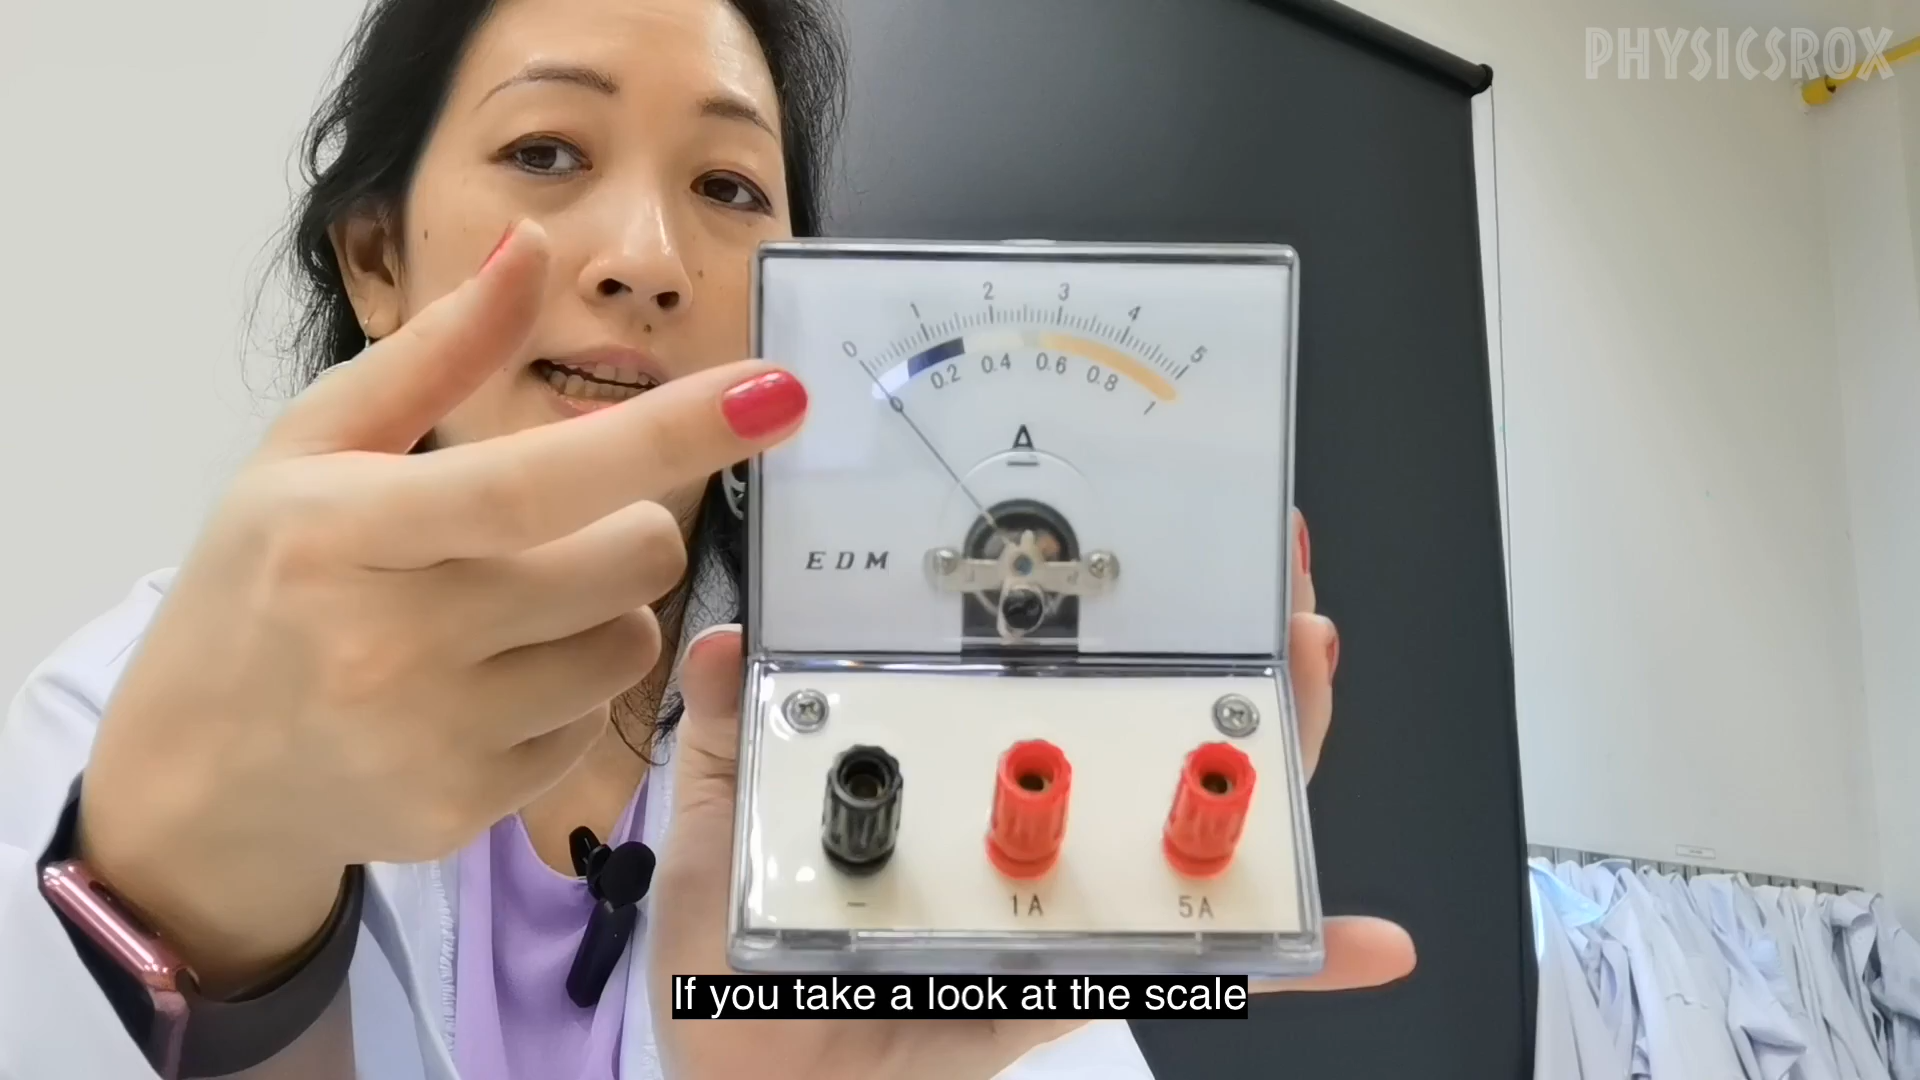 PHYSICSROX
0 1 2 3 4 5
0 0.2 0.4 0.6 0.8 1
A
EDM
− 1A 5A
If you take a look at the scale